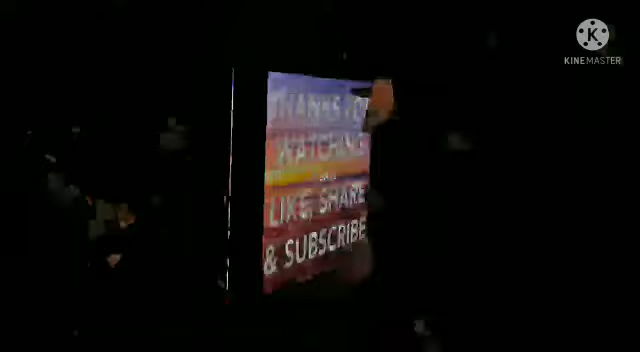 THANKS FOR
WATCHING
LIKE, SHARE
& SUBSCRIBE
KINEMASTER